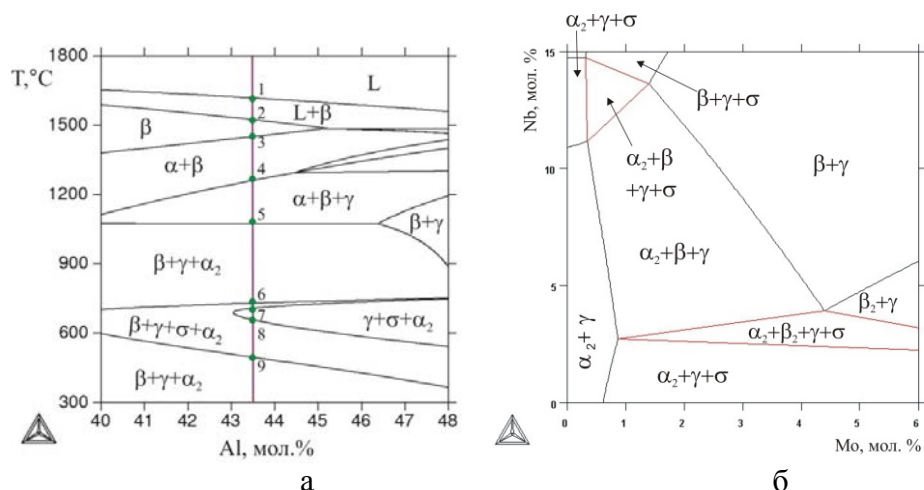 T,°C
1800
1500
1200
900
600
300
40 41 42 43 44 45 46 47 48
Al, мол.%
1
2
3
4
5
6
7
8
9
L
L+β
β
α+β
α+β+γ
β+γ
β+γ+α₂
β+γ+σ+α₂
γ+σ+α₂
β+γ+α₂
а
Nb, мол. %
15
10
5
0
0 1 2 3 4 5 6
Mo, мол. %
α₂+γ+σ
β+γ+σ
α₂+β
+γ+σ
β+γ
α₂+β+γ
β₂+γ
α₂+β₂+γ+σ
α₂+γ
α₂+γ+σ
б